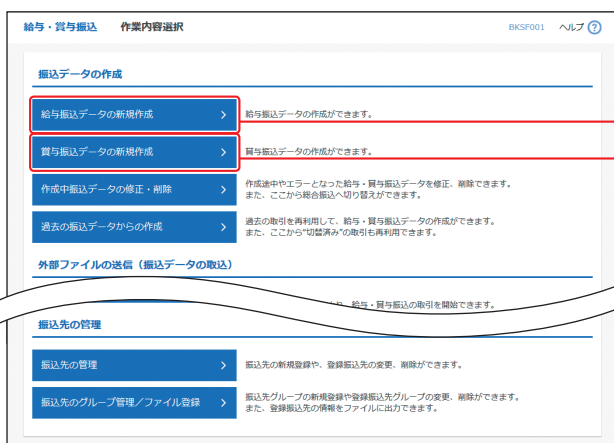 給与・賞与振込 作業内容選択 BKSF001 ヘルプ ?
振込データの作成
給与振込データの新規作成 給与振込データの作成ができます。
賞与振込データの新規作成 賞与振込データの作成ができます。
作成中振込データの修正・削除 作成途中やエラーとなった給与・賞与振込データを修正、削除できます。
また、ここから総合振込へ切り替えができます。
過去の振込データからの作成 過去の取引を再利用して、給与・賞与振込データの作成ができます。
また、ここから“切替済み”の取引も再利用できます。
外部ファイルの送信（振込データの取込）
給与・賞与振込の取引を開始できます。
振込先の管理
振込先の管理 振込先の新規登録や、登録振込先の変更、削除ができます。
振込先のグループ管理／ファイル登録 振込先グループの新規登録や登録振込先グループの変更、削除ができます。
また、登録振込先の情報をファイルに出力できます。